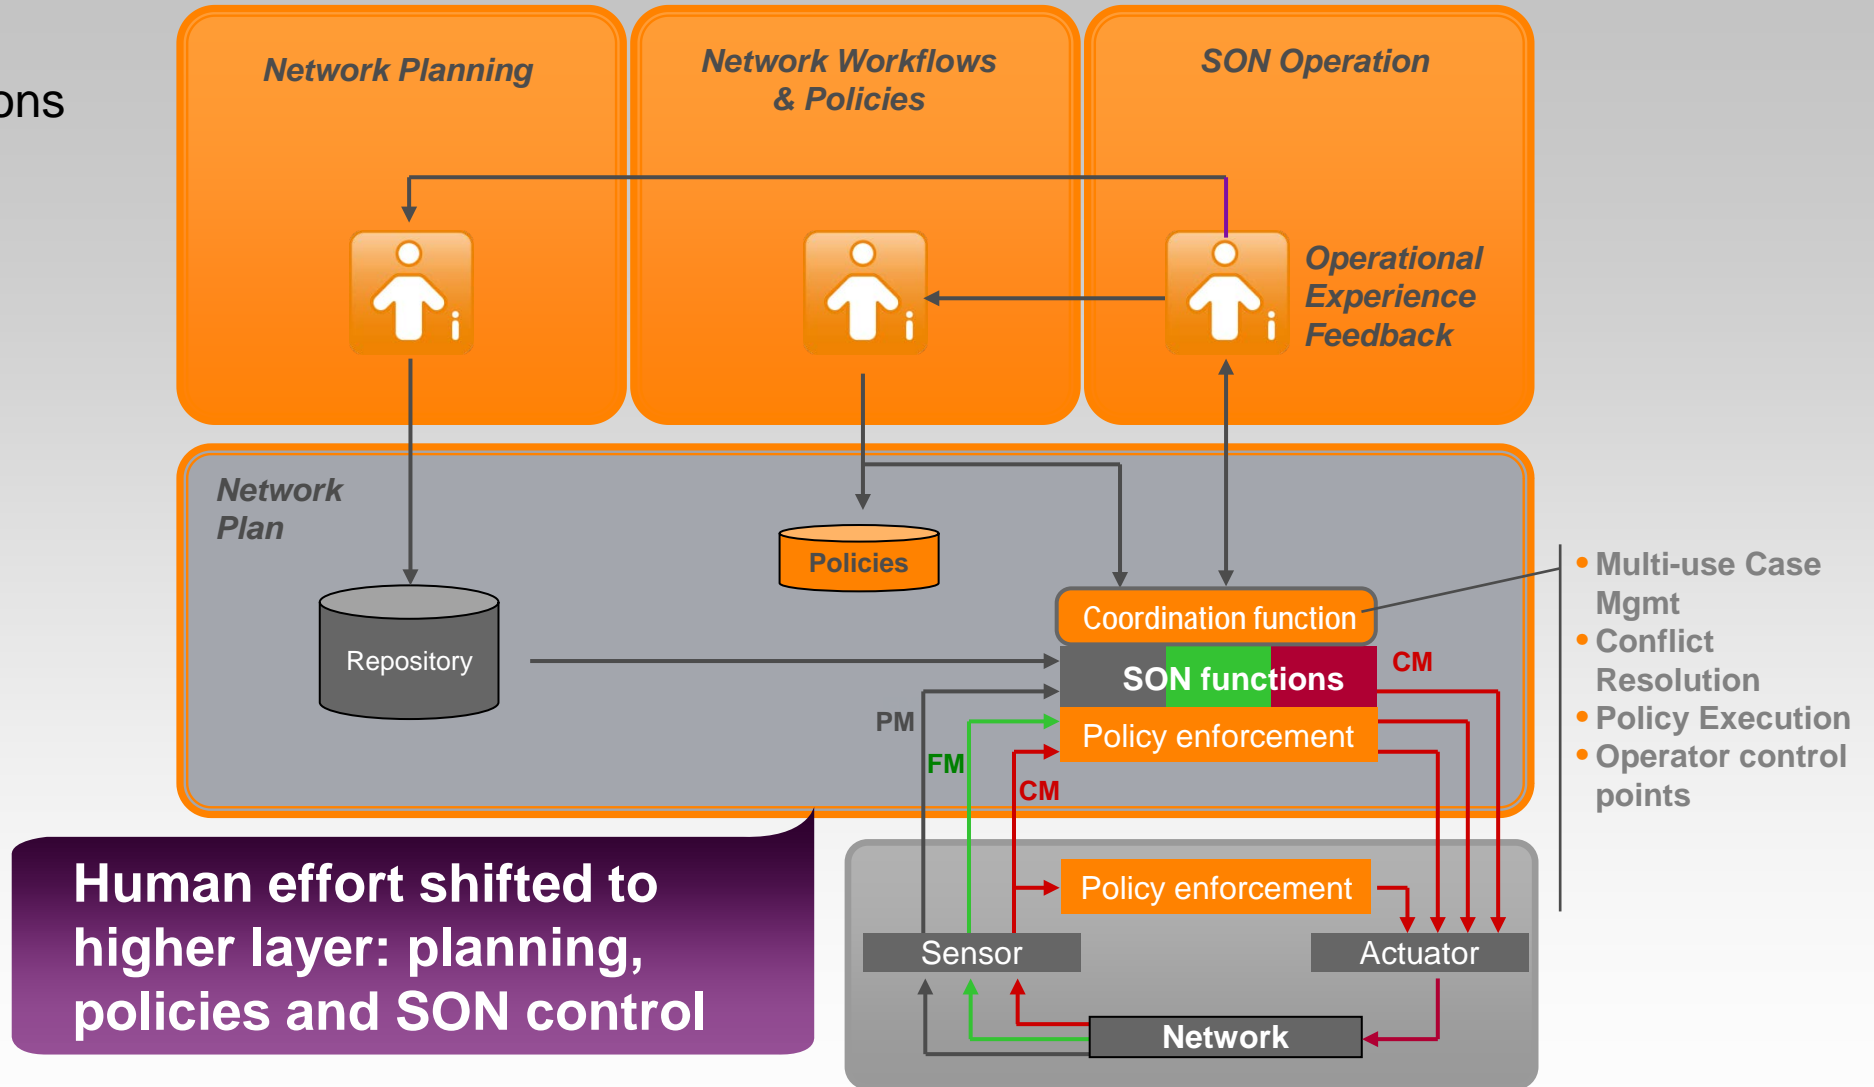 Network Planning
Network Workflows
& Policies
SON Operation
Operational
Experience
Feedback
Network
Plan
Policies
Repository
Coordination function
SON functions
Policy enforcement
CM
PM
FM
CM
Multi-use Case
Mgmt
Conflict
Resolution
Policy Execution
Operator control
points
Policy enforcement
Sensor
Actuator
Network
Human effort shifted to
higher layer: planning,
policies and SON control